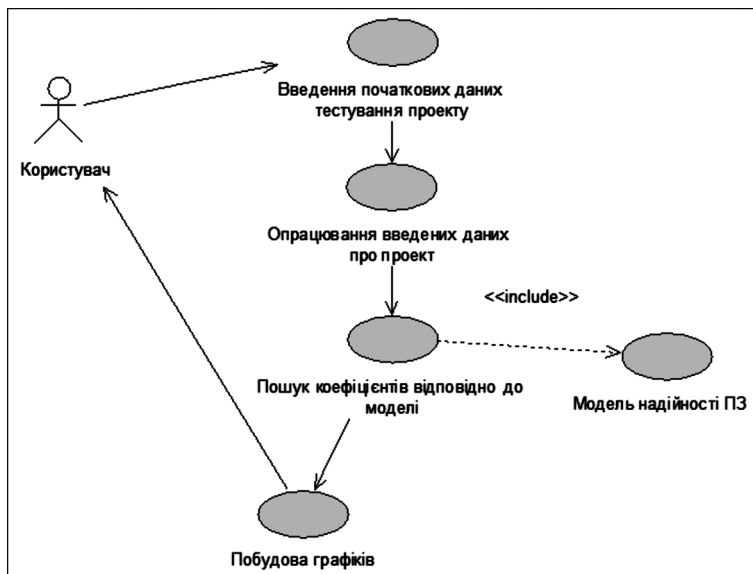 Введення початкових даних
тестування проекту
Користувач
Опрацювання введених даних
про проект
<<include>>
Пошук коефіцієнтів відповідно до
моделі
Модель надійності ПЗ
Побудова графіків